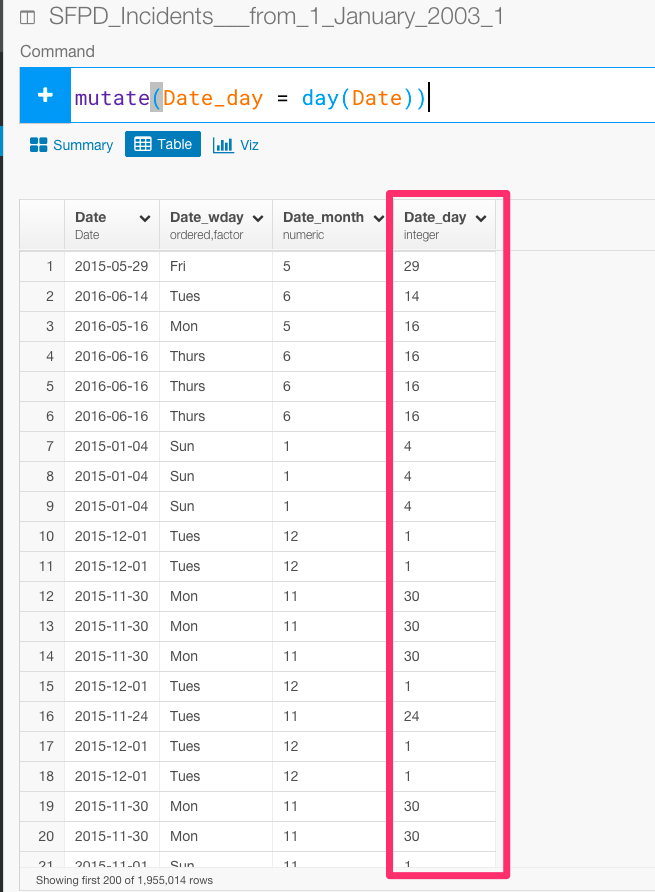 SFPD_Incidents___from_1_January_2003_1
Command
+ mutate(Date_day = day(Date))
Summary Table Viz
Date Date_wday Date_month Date_day
Date ordered,factor numeric integer
1 2015-05-29 Fri 5 29
2 2016-06-14 Tues 6 14
3 2016-05-16 Mon 5 16
4 2016-06-16 Thurs 6 16
5 2016-06-16 Thurs 6 16
6 2016-06-16 Thurs 6 16
7 2015-01-04 Sun 1 4
8 2015-01-04 Sun 1 4
9 2015-01-04 Sun 1 4
10 2015-12-01 Tues 12 1
11 2015-12-01 Tues 12 1
12 2015-11-30 Mon 11 30
13 2015-11-30 Mon 11 30
14 2015-11-30 Mon 11 30
15 2015-12-01 Tues 12 1
16 2015-11-24 Tues 11 24
17 2015-12-01 Tues 12 1
18 2015-12-01 Tues 12 1
19 2015-11-30 Mon 11 30
20 2015-11-30 Mon 11 30
21 2015-11-01 Sun 11 1
Showing first 200 of 1,955,014 rows